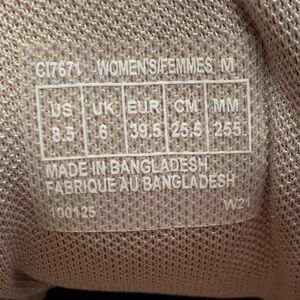 CI7671 WOMEN'S/FEMMES M
US UK EUR CM MM
8.5 6 39.5 25.5 255
MADE IN BANGLADESH
FABRIQUE AU BANGLADESH
100125 W21